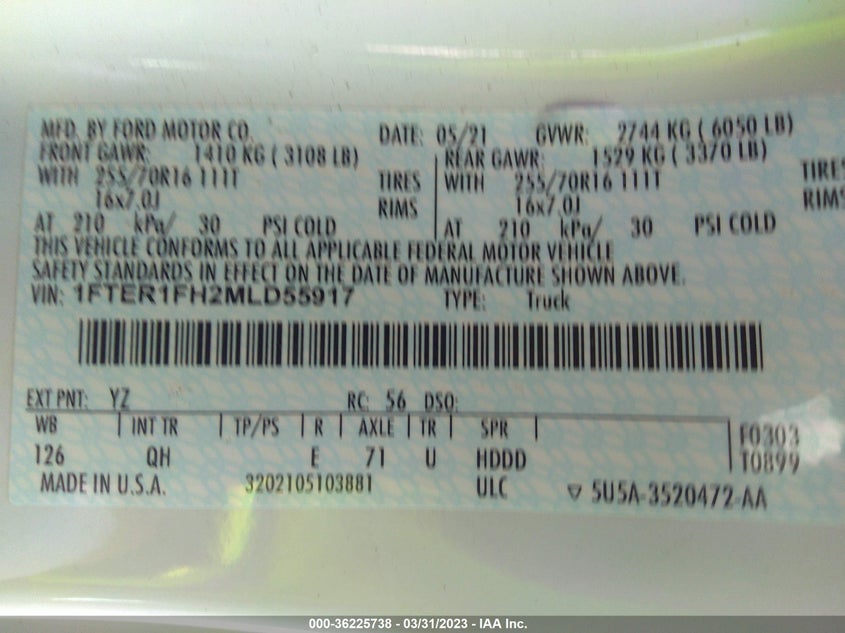 MFD. BY FORD MOTOR CO. DATE: 05/21 GVWR: 2744 KG ( 6050 LB)
FRONT GAWR: 1410 KG ( 3108 LB) REAR GAWR: 1529 KG ( 3370 LB)
WITH 255/70R16 111T TIRES WITH 255/70R16 111T TIRES
16x7.0J RIMS 16x7.0J RIMS
AT 210 kPa/ 30 PSI COLD AT 210 kPa/ 30 PSI COLD
THIS VEHICLE CONFORMS TO ALL APPLICABLE FEDERAL MOTOR VEHICLE
SAFETY STANDARDS IN EFFECT ON THE DATE OF MANUFACTURE SHOWN ABOVE.
VIN: 1FTER1FH2MLD55917 TYPE: Truck
EXT PNT: YZ RC: 56 DSO:
WB INT TR TP/PS R AXLE TR SPR F0303
126 QH E 71 U HDDD T0899
MADE IN U.S.A. 3202105103881 ULC ▽ 5U5A-3520472-AA
000-36225738 - 03/31/2023 - IAA Inc.